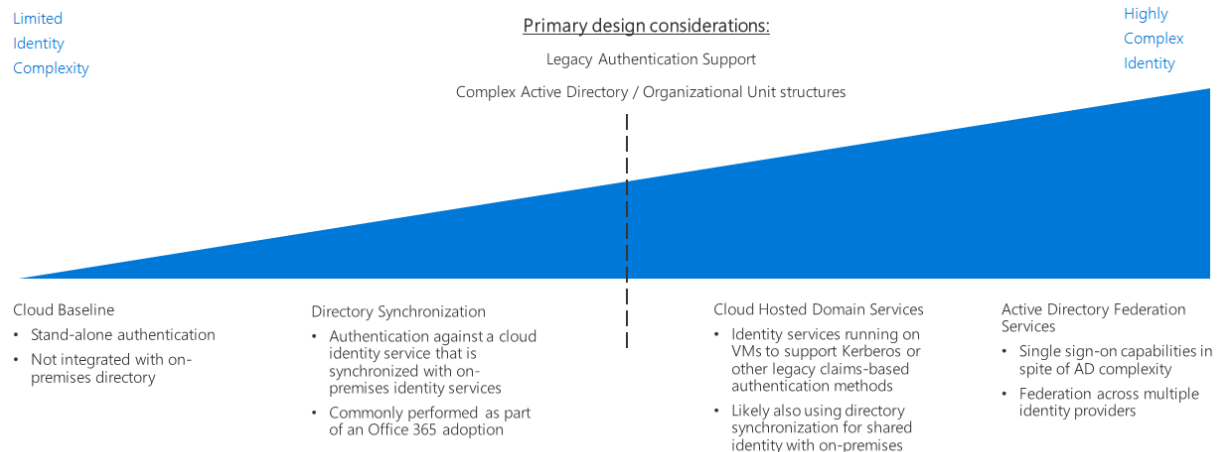 Limited
Identity
Complexity
Primary design considerations:
Legacy Authentication Support
Complex Active Directory / Organizational Unit structures
Highly
Complex
Identity
Cloud Baseline
• Stand-alone authentication
• Not integrated with on-
premises directory
Directory Synchronization
• Authentication against a cloud
identity service that is
synchronized with on-
premises identity services
• Commonly performed as part
of an Office 365 adoption
Cloud Hosted Domain Services
• Identity services running on
VMs to support Kerberos or
other legacy claims-based
authentication methods
• Likely also using directory
synchronization for shared
identity with on-premises
Active Directory Federation
Services
• Single sign-on capabilities in
spite of AD complexity
• Federation across multiple
identity providers